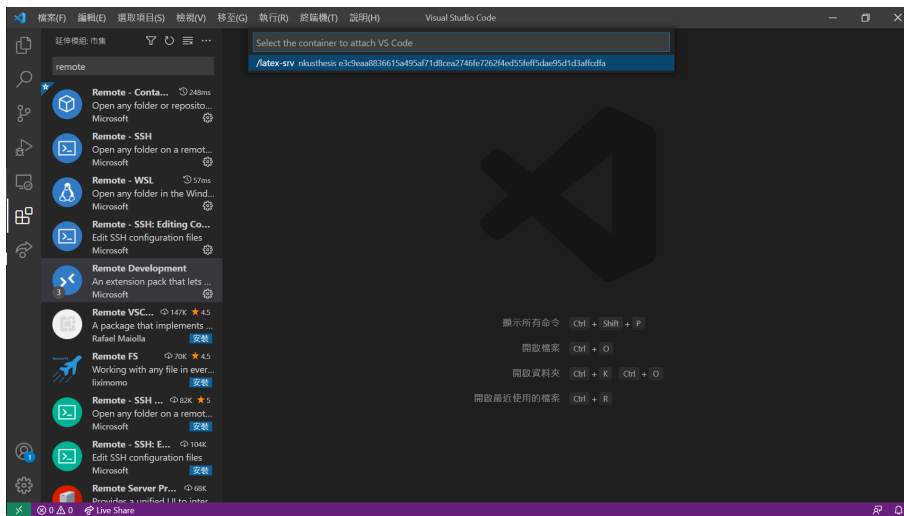 檔案(F) 編輯(E) 選取項目(S) 檢視(V) 移至(G) 執行(R) 終端機(T) 說明(H) Visual Studio Code
延伸模組: 市集
Select the container to attach VS Code
/latex-srv nkusthesis e3c9eaa8836615a495af71d8cea2746fe7262f4ed55feff5dae95d1d3affcdfa
remote
Remote - Conta... 248ms
Open any folder or reposito...
Microsoft
Remote - SSH
Open any folder on a remot...
Microsoft
Remote - WSL 57ms
Open any folder in the Wind...
Microsoft
Remote - SSH: Editing Co...
Edit SSH configuration files
Microsoft
Remote Development
An extension pack that lets ...
3
Microsoft
Remote VSC... 147K ★ 4.5
A package that implements ...
Rafael Maiolla 安裝
Remote FS 70K ★ 4.5
Working with any file in ever...
liximomo 安裝
Remote - SSH ... 82K ★ 5
Open any folder on a remot...
Microsoft 安裝
Remote - SSH: E... 104K
Edit SSH configuration files
Microsoft 安裝
Remote Server Pr... 68K
Provides a unified UI to inter
顯示所有命令 Ctrl + Shift + P
開啟檔案 Ctrl + O
開啟資料夾 Ctrl + K Ctrl + O
開啟最近使用的檔案 Ctrl + R
1
0 0 Live Share